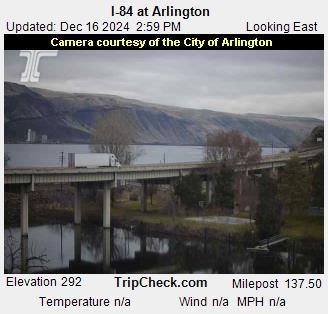 I-84 at Arlington
Updated: Dec 16 2024 2:59 PM Looking East
Camera courtesy of the City of Arlington
Elevation 292 TripCheck.com Milepost 137.50
Temperature n/a Wind n/a MPH n/a